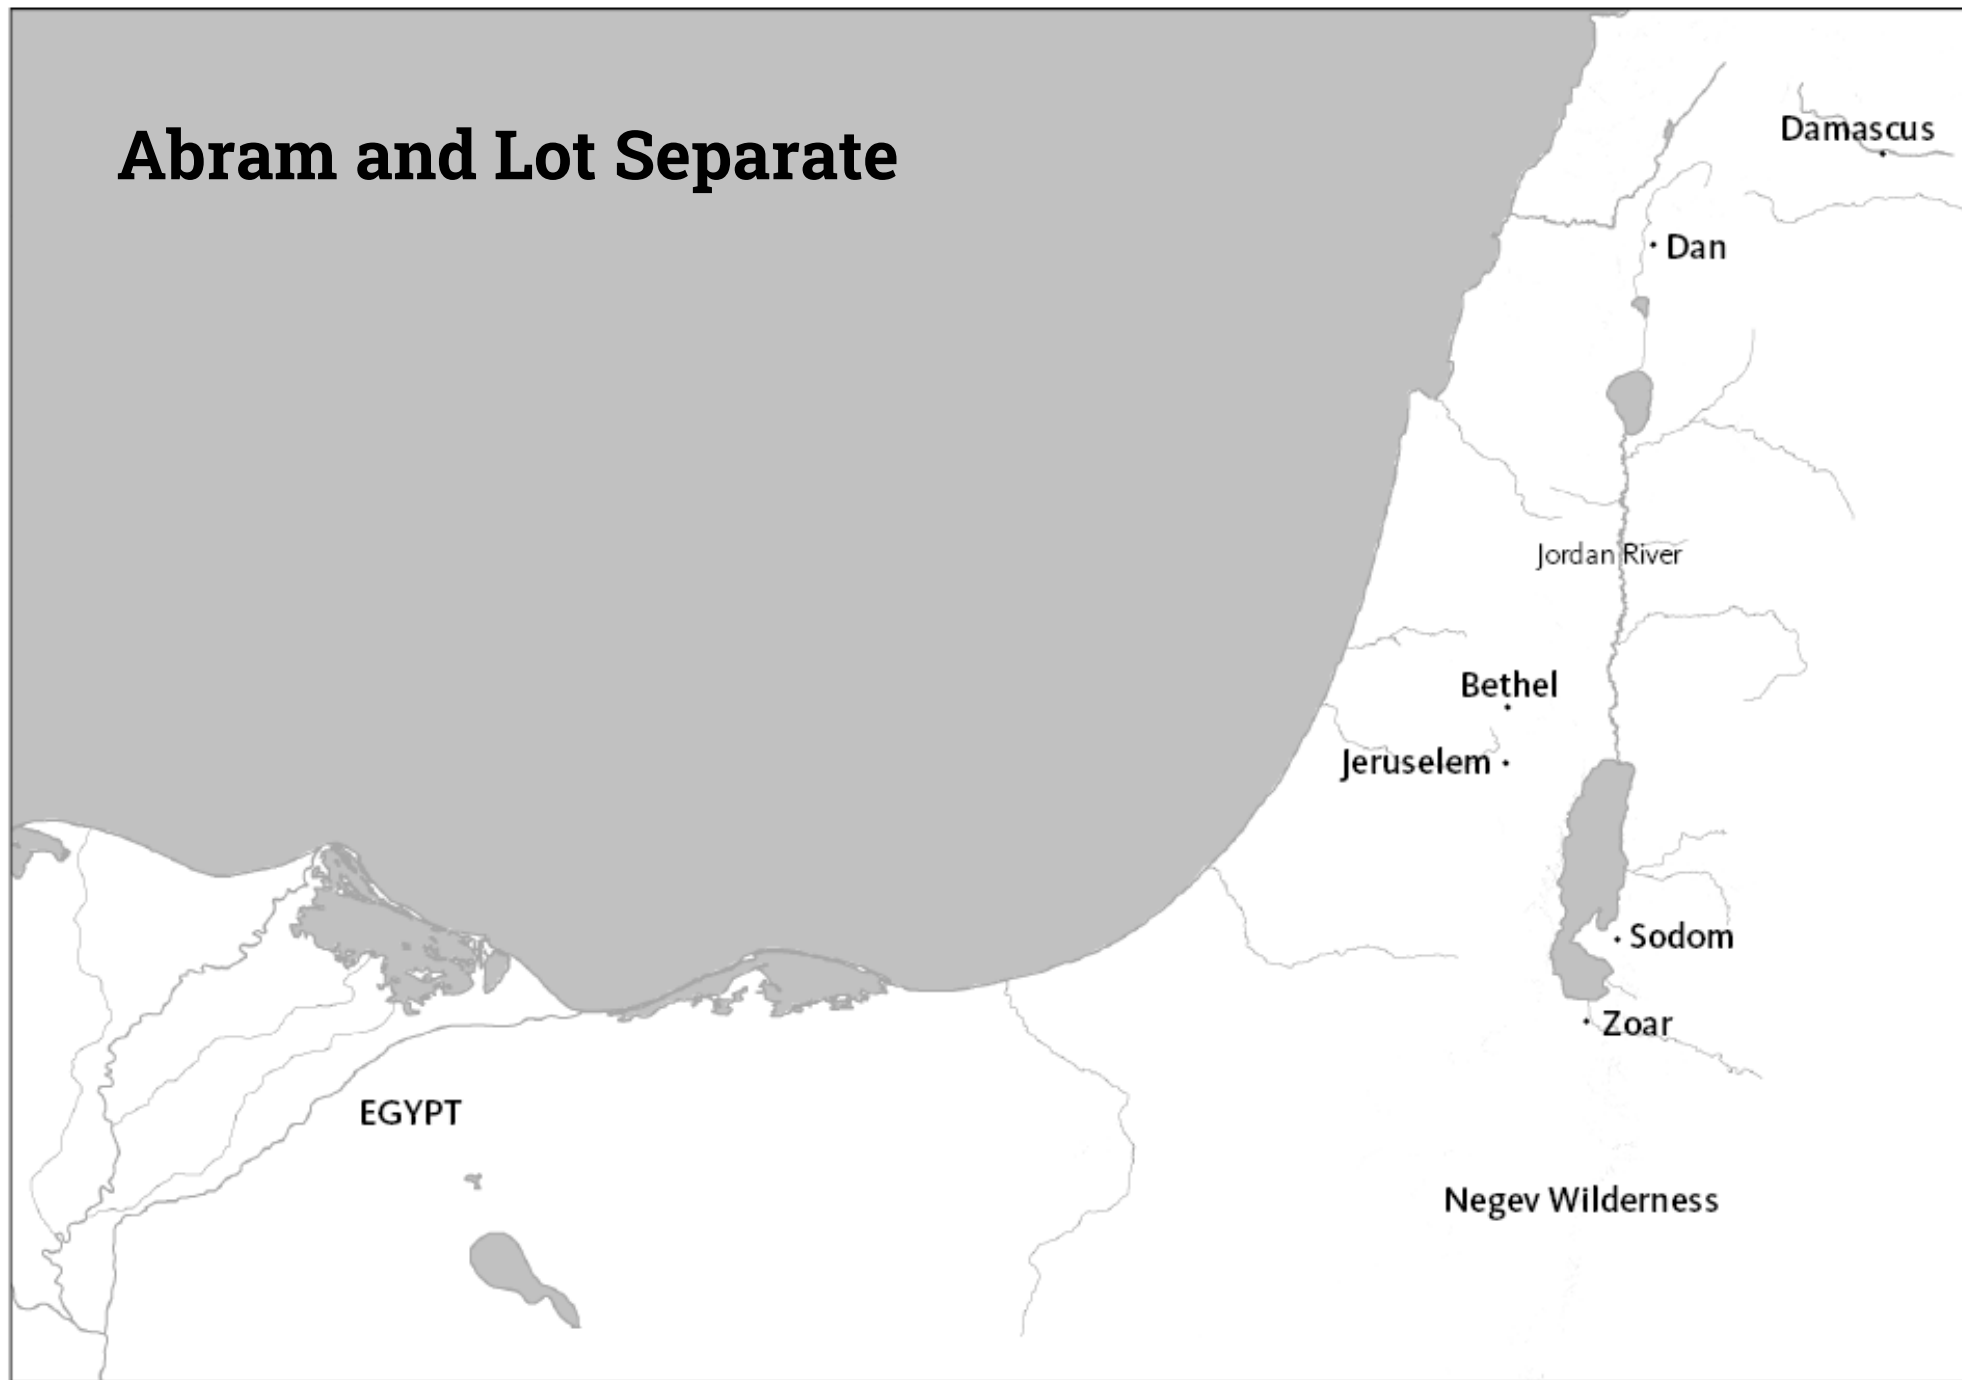 Abram and Lot Separate
Damascus
Dan
Jordan River
Bethel
Jeruselem
Sodom
Zoar
EGYPT
Negev Wilderness